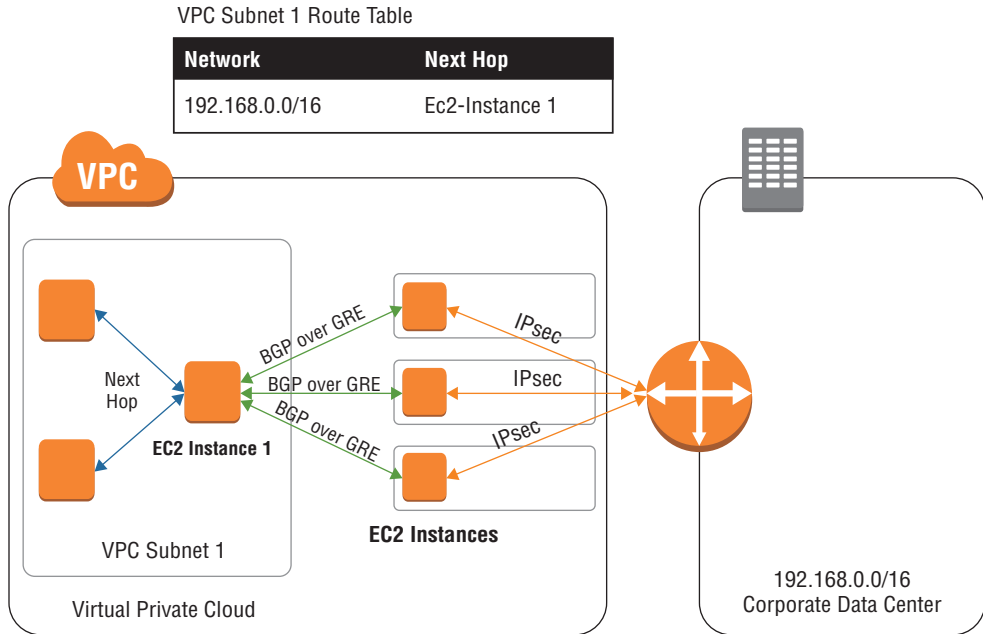 VPC Subnet 1 Route Table
Network Next Hop
192.168.0.0/16 Ec2-Instance 1
VPC
BGP over GRE
IPsec
Next
Hop
BGP over GRE
IPsec
EC2 Instance 1
BGP over GRE
IPsec
VPC Subnet 1
EC2 Instances
Virtual Private Cloud
192.168.0.0/16
Corporate Data Center